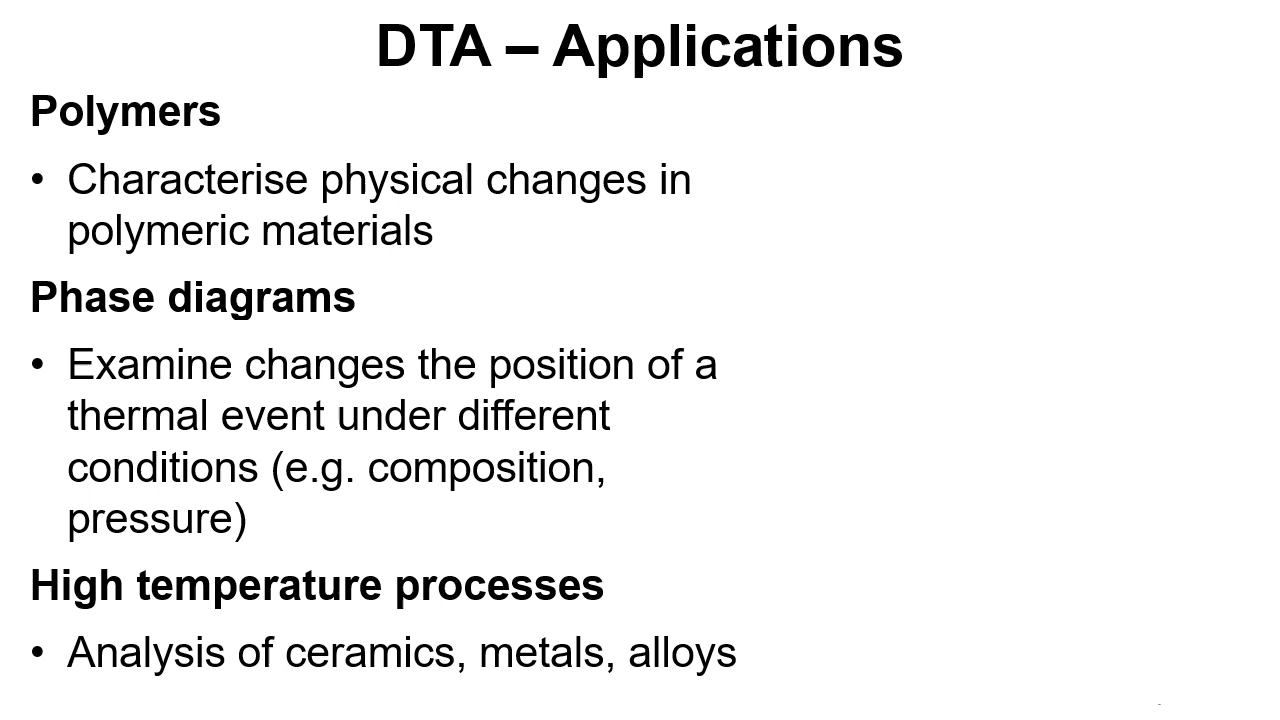 DTA – Applications
Polymers
• Characterise physical changes in
polymeric materials
Phase diagrams
• Examine changes the position of a
thermal event under different
conditions (e.g. composition,
pressure)
High temperature processes
• Analysis of ceramics, metals, alloys